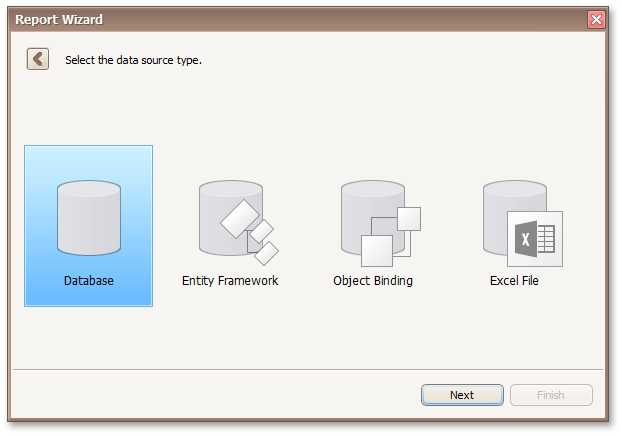 Report Wizard
Select the data source type.
Database
Entity Framework
Object Binding
X
Excel File
Next
Finish